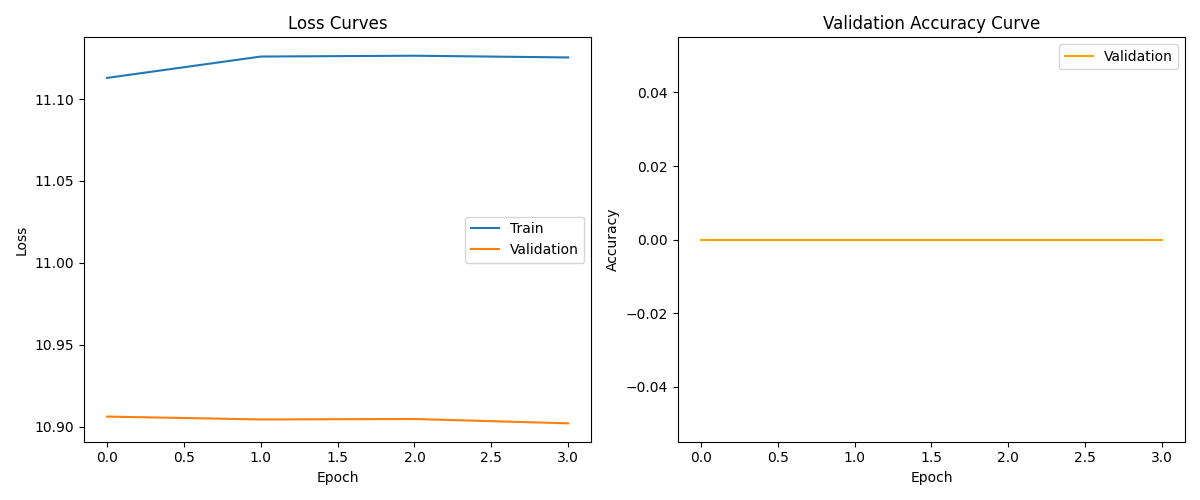 Loss Curves
Loss
11.10
11.05
11.00
10.95
10.90
Train
Validation
0.0 0.5 1.0 1.5 2.0 2.5 3.0
Epoch
Validation Accuracy Curve
Accuracy
0.04
0.02
0.00
−0.02
−0.04
Validation
0.0 0.5 1.0 1.5 2.0 2.5 3.0
Epoch